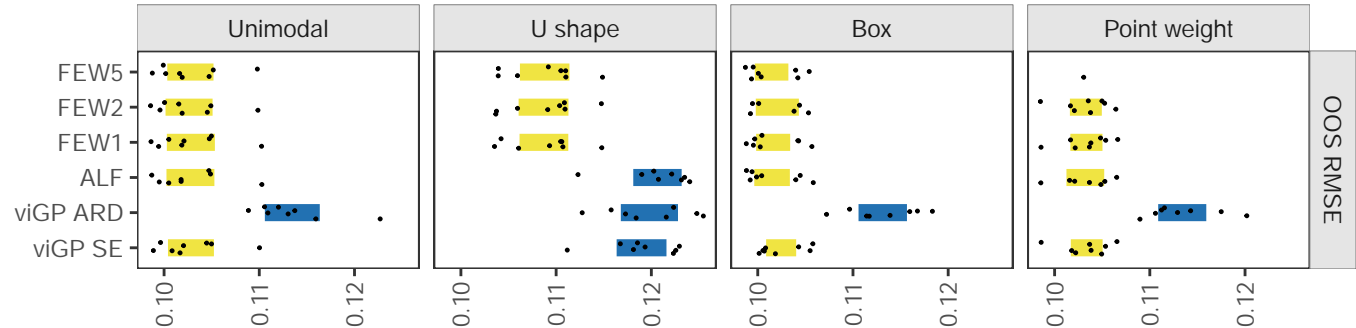 Unimodal
U shape
Box
Point weight
FEW5
FEW2
FEW1
ALF
viGP ARD
viGP SE
OOS RMSE
0.10
0.11
0.12
0.10
0.11
0.12
0.10
0.11
0.12
0.10
0.11
0.12